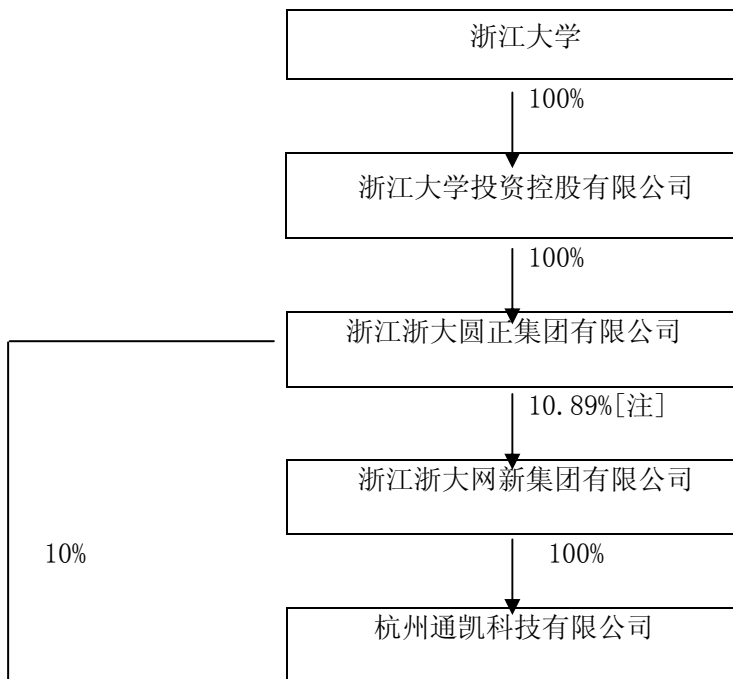 浙江大学
100%
浙江大学投资控股有限公司
100%
浙江浙大圆正集团有限公司
10.89%[注]
浙江浙大网新集团有限公司
10%
100%
杭州通凯科技有限公司